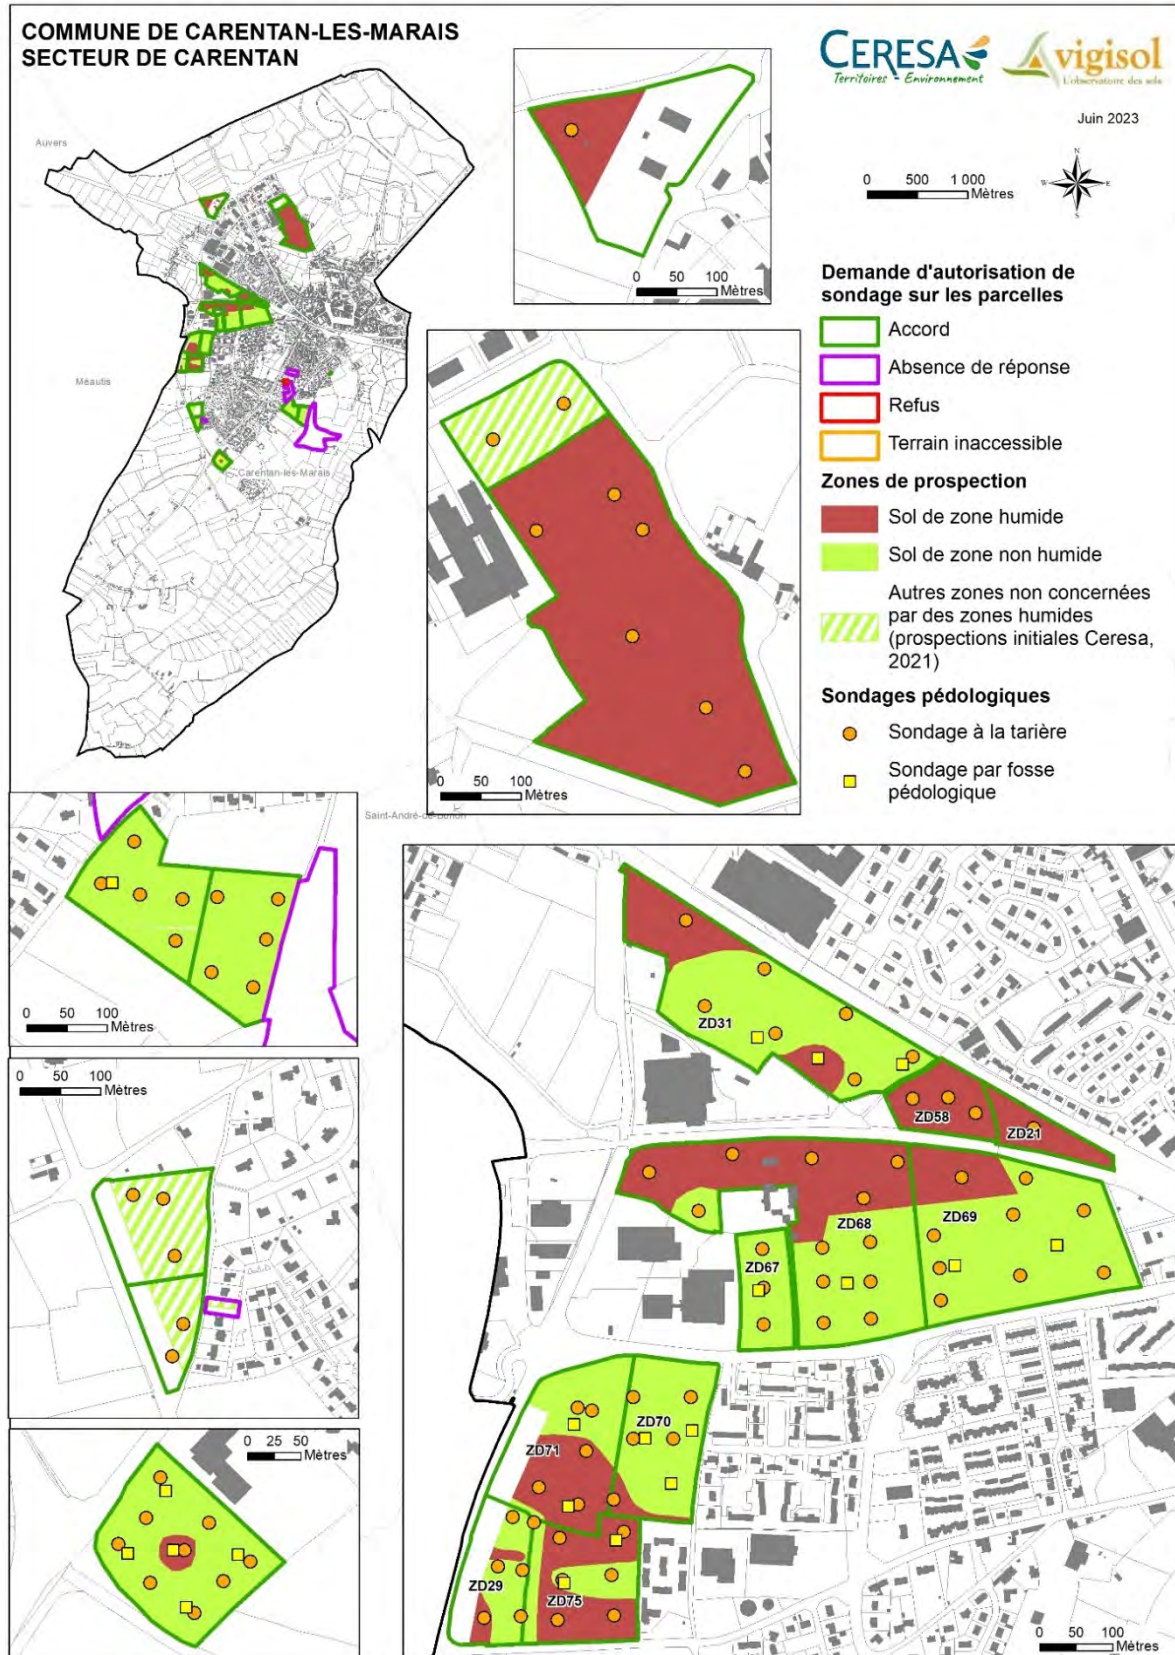 COMMUNE DE CARENTAN-LES-MARAIS
SECTEUR DE CARENTAN
CERESA
Territoires - Environnement
vigisol
L'observatoire des sols
Juin 2023
N
W E
S
0 500 1 000
Mètres
Auvers
Méautis
Carentan-les-Marais
0 50 100
Mètres
Demande d'autorisation de
sondage sur les parcelles
Accord
Absence de réponse
Refus
Terrain inaccessible
Zones de prospection
Sol de zone humide
Sol de zone non humide
Autres zones non concernées
par des zones humides
(prospections initiales Ceresa,
2021)
Sondages pédologiques
Sondage à la tarière
Sondage par fosse
pédologique
0 50 100
Mètres
0 50 100
Mètres
0 50 100
Mètres
0 25 50
Mètres
ZD31
ZD58
ZD21
ZD68
ZD69
ZD67
ZD70
ZD71
ZD29
ZD75
0 50 100
Mètres